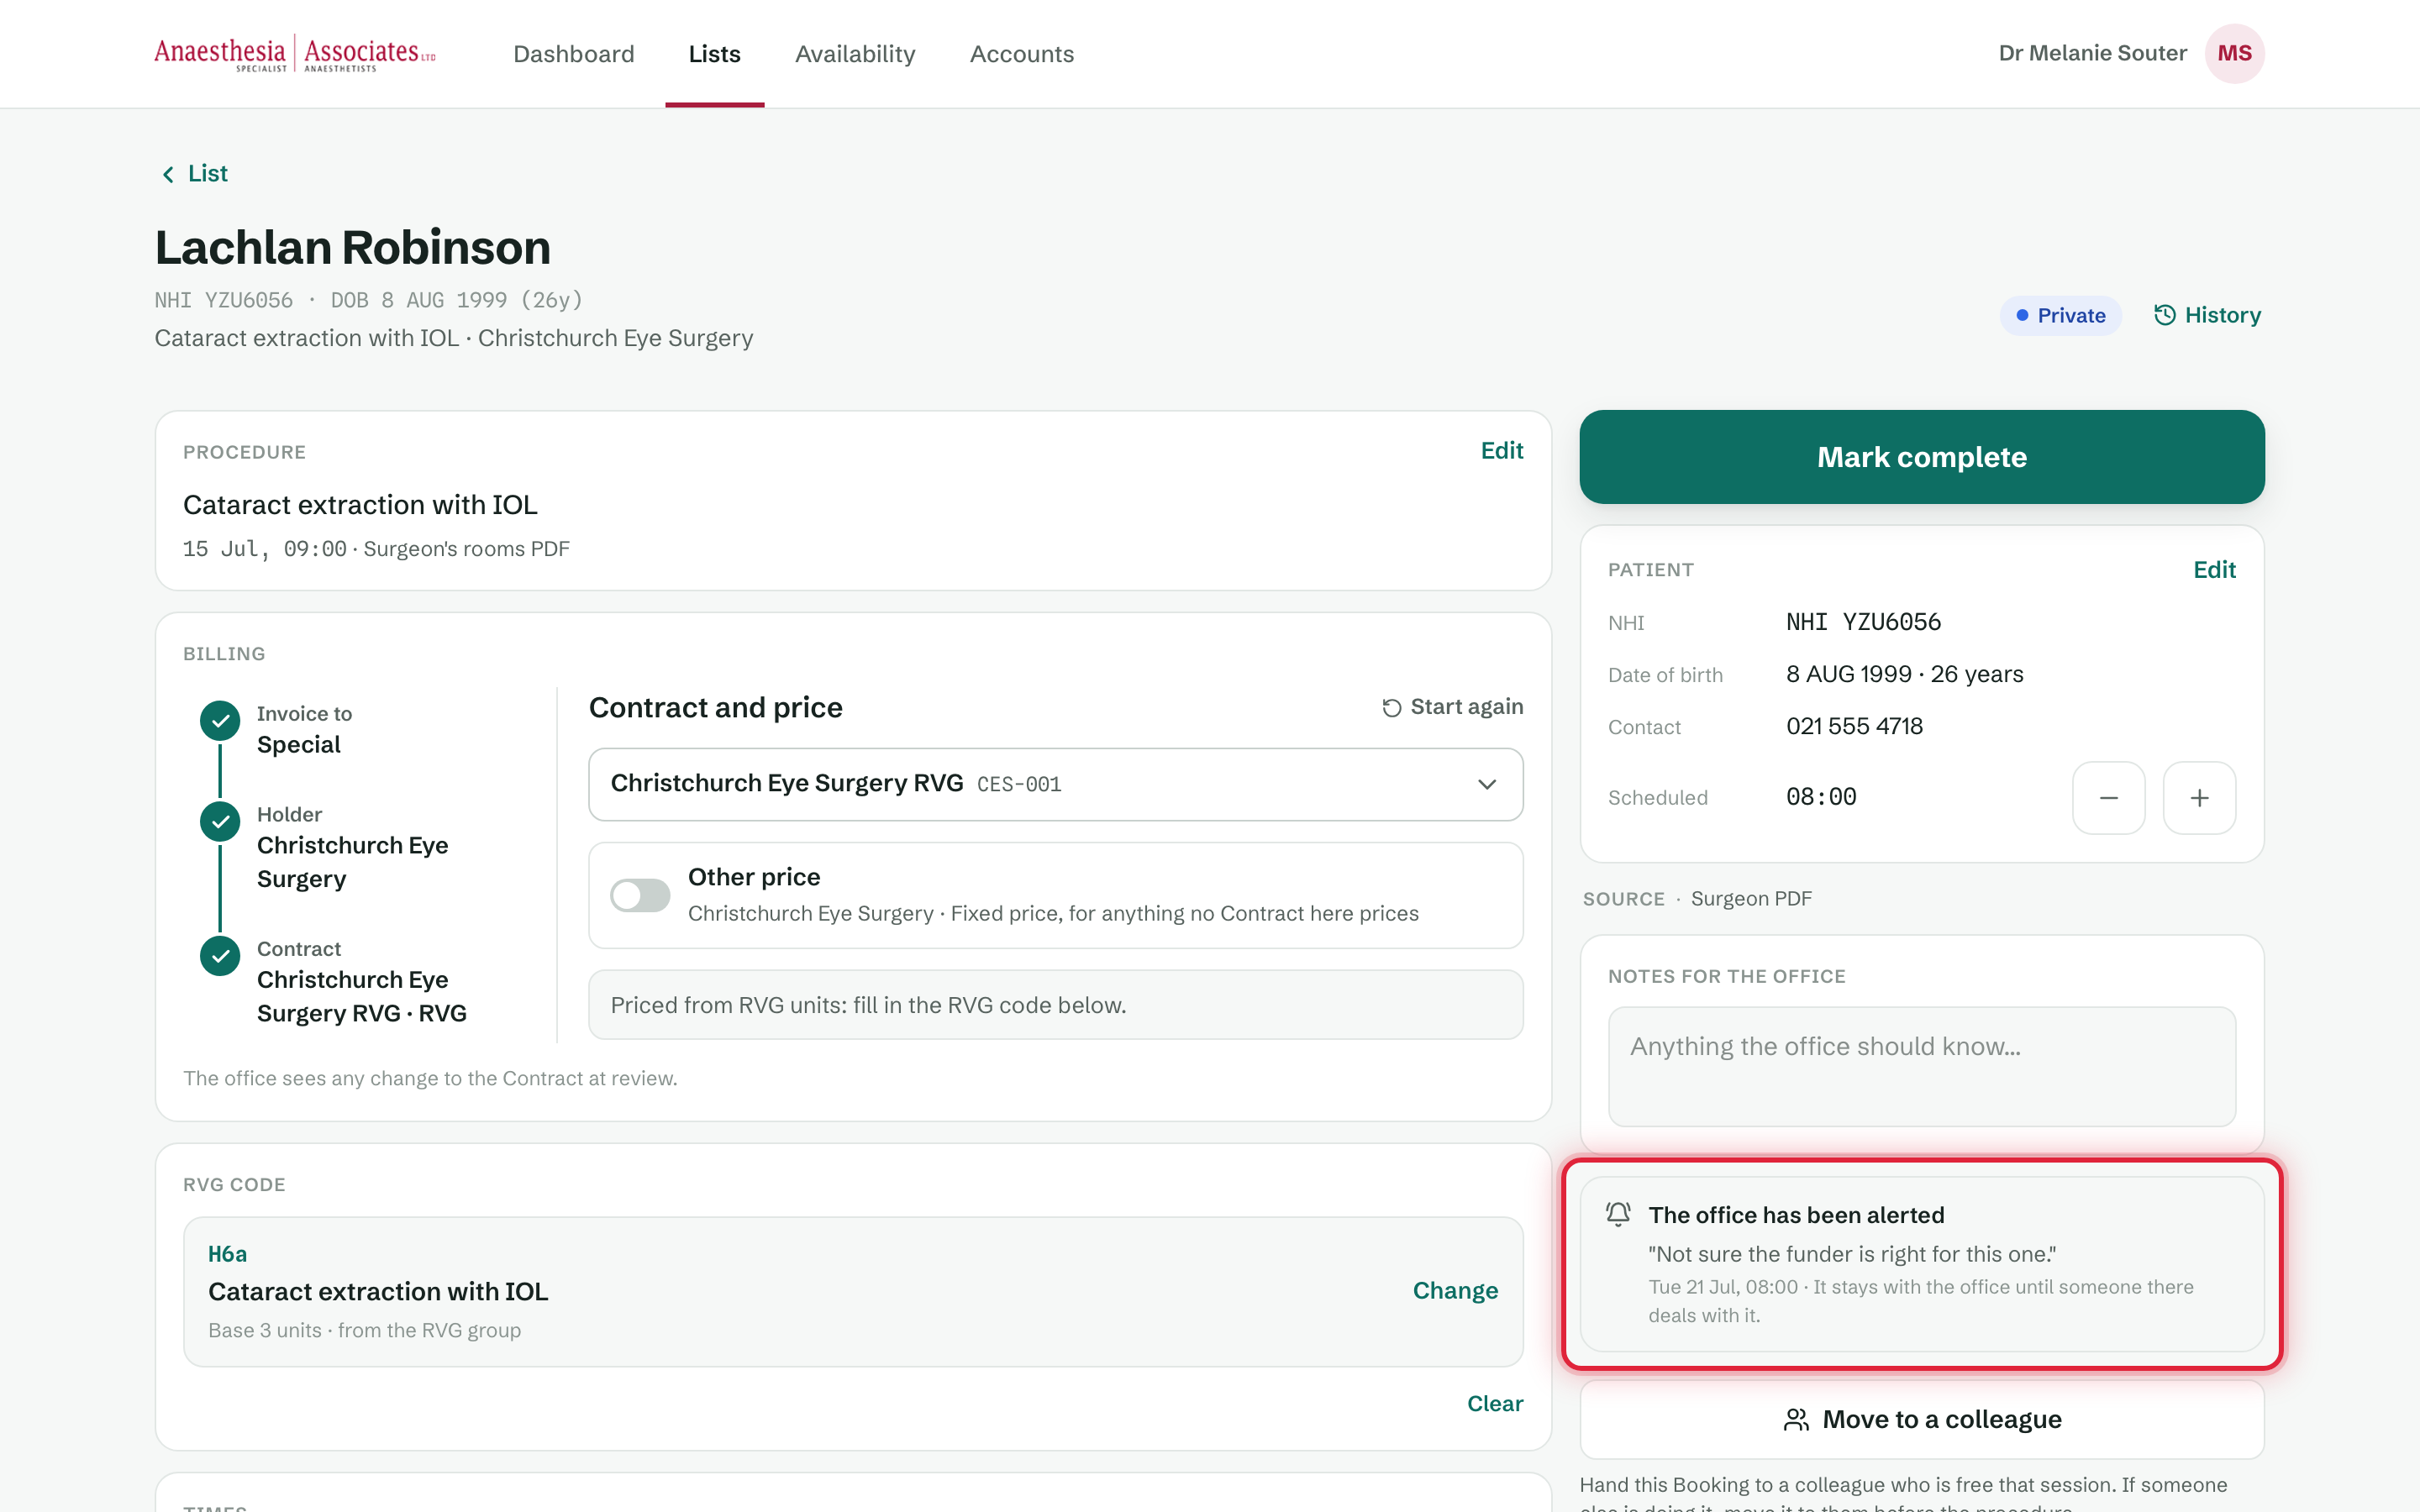 Anaesthesia Associates LTD
SPECIALIST ANAESTHETISTS
Dashboard
Lists
Availability
Accounts
Dr Melanie Souter
MS
List
Lachlan Robinson
NHI YZU6056 · DOB 8 AUG 1999 (26y)
Cataract extraction with IOL · Christchurch Eye Surgery
Private
History
PROCEDURE
Edit
Cataract extraction with IOL
15 Jul, 09:00 · Surgeon's rooms PDF
BILLING
Invoice to
Special
Holder
Christchurch Eye
Surgery
Contract
Christchurch Eye
Surgery RVG · RVG
Contract and price
Start again
Christchurch Eye Surgery RVG CES-001
Other price
Christchurch Eye Surgery · Fixed price, for anything no Contract here prices
Priced from RVG units: fill in the RVG code below.
The office sees any change to the Contract at review.
RVG CODE
H6a
Cataract extraction with IOL
Base 3 units · from the RVG group
Change
Clear
Mark complete
PATIENT
Edit
NHI
NHI YZU6056
Date of birth
8 AUG 1999 · 26 years
Contact
021 555 4718
Scheduled
08:00
SOURCE · Surgeon PDF
NOTES FOR THE OFFICE
Anything the office should know...
The office has been alerted
"Not sure the funder is right for this one."
Tue 21 Jul, 08:00 · It stays with the office until someone there
deals with it.
Move to a colleague
Hand this Booking to a colleague who is free that session. If someone